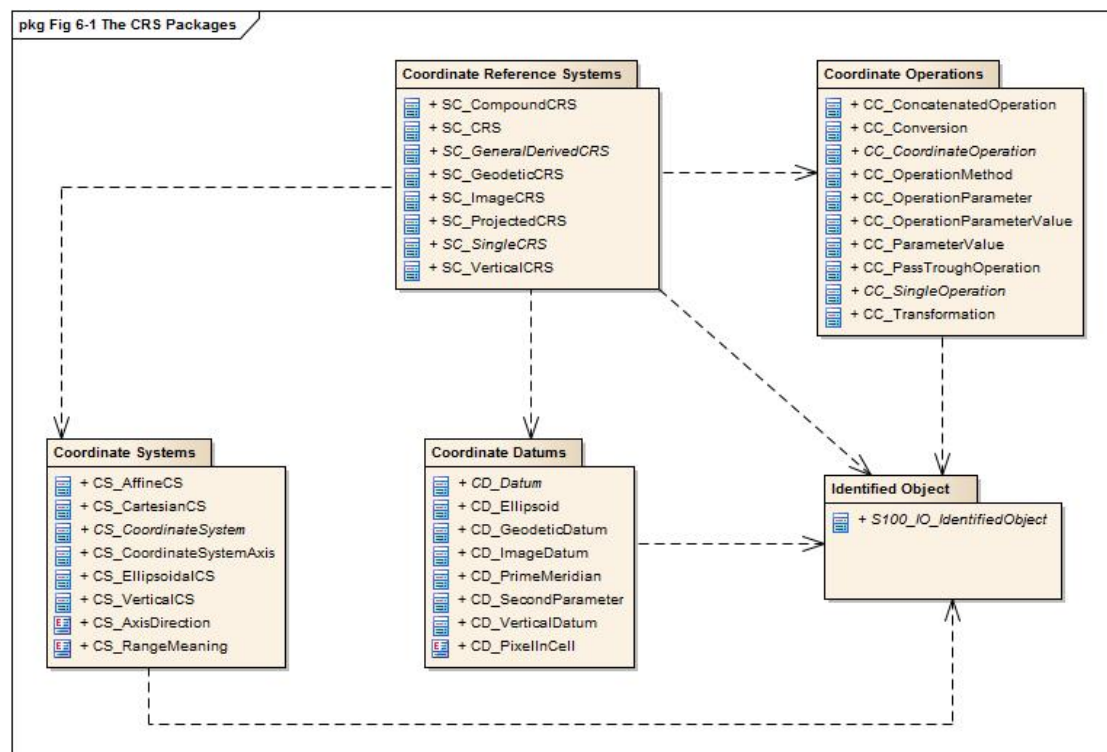 pkg Fig 6-1 The CRS Packages
Coordinate Reference Systems
+ SC_CompoundCRS
+ SC_CRS
+ SC_GeneralDerivedCRS
+ SC_GeodeticCRS
+ SC_ImageCRS
+ SC_ProjectedCRS
+ SC_SingleCRS
+ SC_VerticalCRS
Coordinate Operations
+ CC_ConcatenatedOperation
+ CC_Conversion
+ CC_CoordinateOperation
+ CC_OperationMethod
+ CC_OperationParameter
+ CC_OperationParameterValue
+ CC_ParameterValue
+ CC_PassTroughOperation
+ CC_SingleOperation
+ CC_Transformation
Coordinate Systems
+ CS_AffineCS
+ CS_CartesianCS
+ CS_CoordinateSystem
+ CS_CoordinateSystemAxis
+ CS_EllipsoidalCS
+ CS_VerticalCS
E + CS_AxisDirection
E + CS_RangeMeaning
Coordinate Datums
+ CD_Datum
+ CD_Ellipsoid
+ CD_GeodeticDatum
+ CD_ImageDatum
+ CD_PrimeMeridian
+ CD_SecondParameter
+ CD_VerticalDatum
E + CD_PixelInCell
Identified Object
+ S100_IO_IdentifiedObject